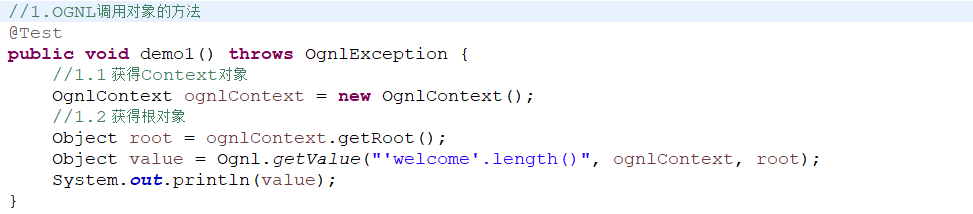 //1.OGNL调用对象的方法
@Test
public void demo1() throws OgnlException {
    //1.1 获得Context对象
    OgnlContext ognlContext = new OgnlContext();
    //1.2 获得根对象
    Object root = ognlContext.getRoot();
    Object value = Ognl.getValue("'welcome'.length()", ognlContext, root);
    System.out.println(value);
}